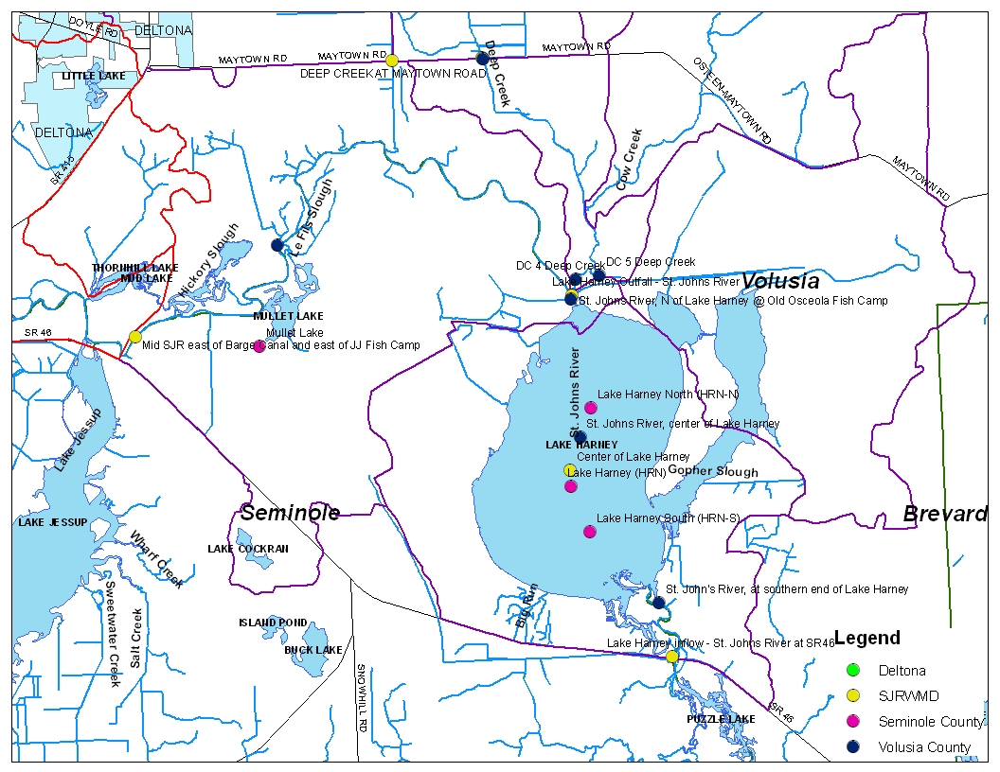 DOYLE RD
DELTONA
LITTLE LAKE
DELTONA
SR 415
MAYTOWN RD
MAYTOWN RD
MAYTOWN RD
DEEP CREEK AT MAYTOWN ROAD
Deep Creek
OSTEEN-MAYTOWN RD
MAYTOWN RD
Cow Creek
Le Fils Slough
Hickory Slough
THORNHILL LAKE
MUD LAKE
MULLET LAKE
Mullet Lake
SR 46
Mid SJR east of Barge Canal and east of JJ Fish Camp
DC 4 Deep Creek
DC 5 Deep Creek
Lake Harney Outfall - St. Johns River
Volusia
St. Johns River, N of Lake Harney @ Old Osceola Fish Camp
St. Johns River
Lake Harney North (HRN-N)
St. Johns River, center of Lake Harney
LAKE HARNEY
Center of Lake Harney
Lake Harney (HRN)
Gopher Slough
Lake Harney South (HRN-S)
Lake Jessup
LAKE JESSUP
Seminole
Brevard
LAKE COCKRAN
Wharf Creek
Sweetwater Creek
Salt Creek
ISLAND POND
BUCK LAKE
Big Run
St. John's River, at southern end of Lake Harney
Lake Harney inflow - St. Johns River at SR46
SNOWHILL RD
PUZZLE LAKE
SR 46
Legend
Deltona
SJRWMD
Seminole County
Volusia County